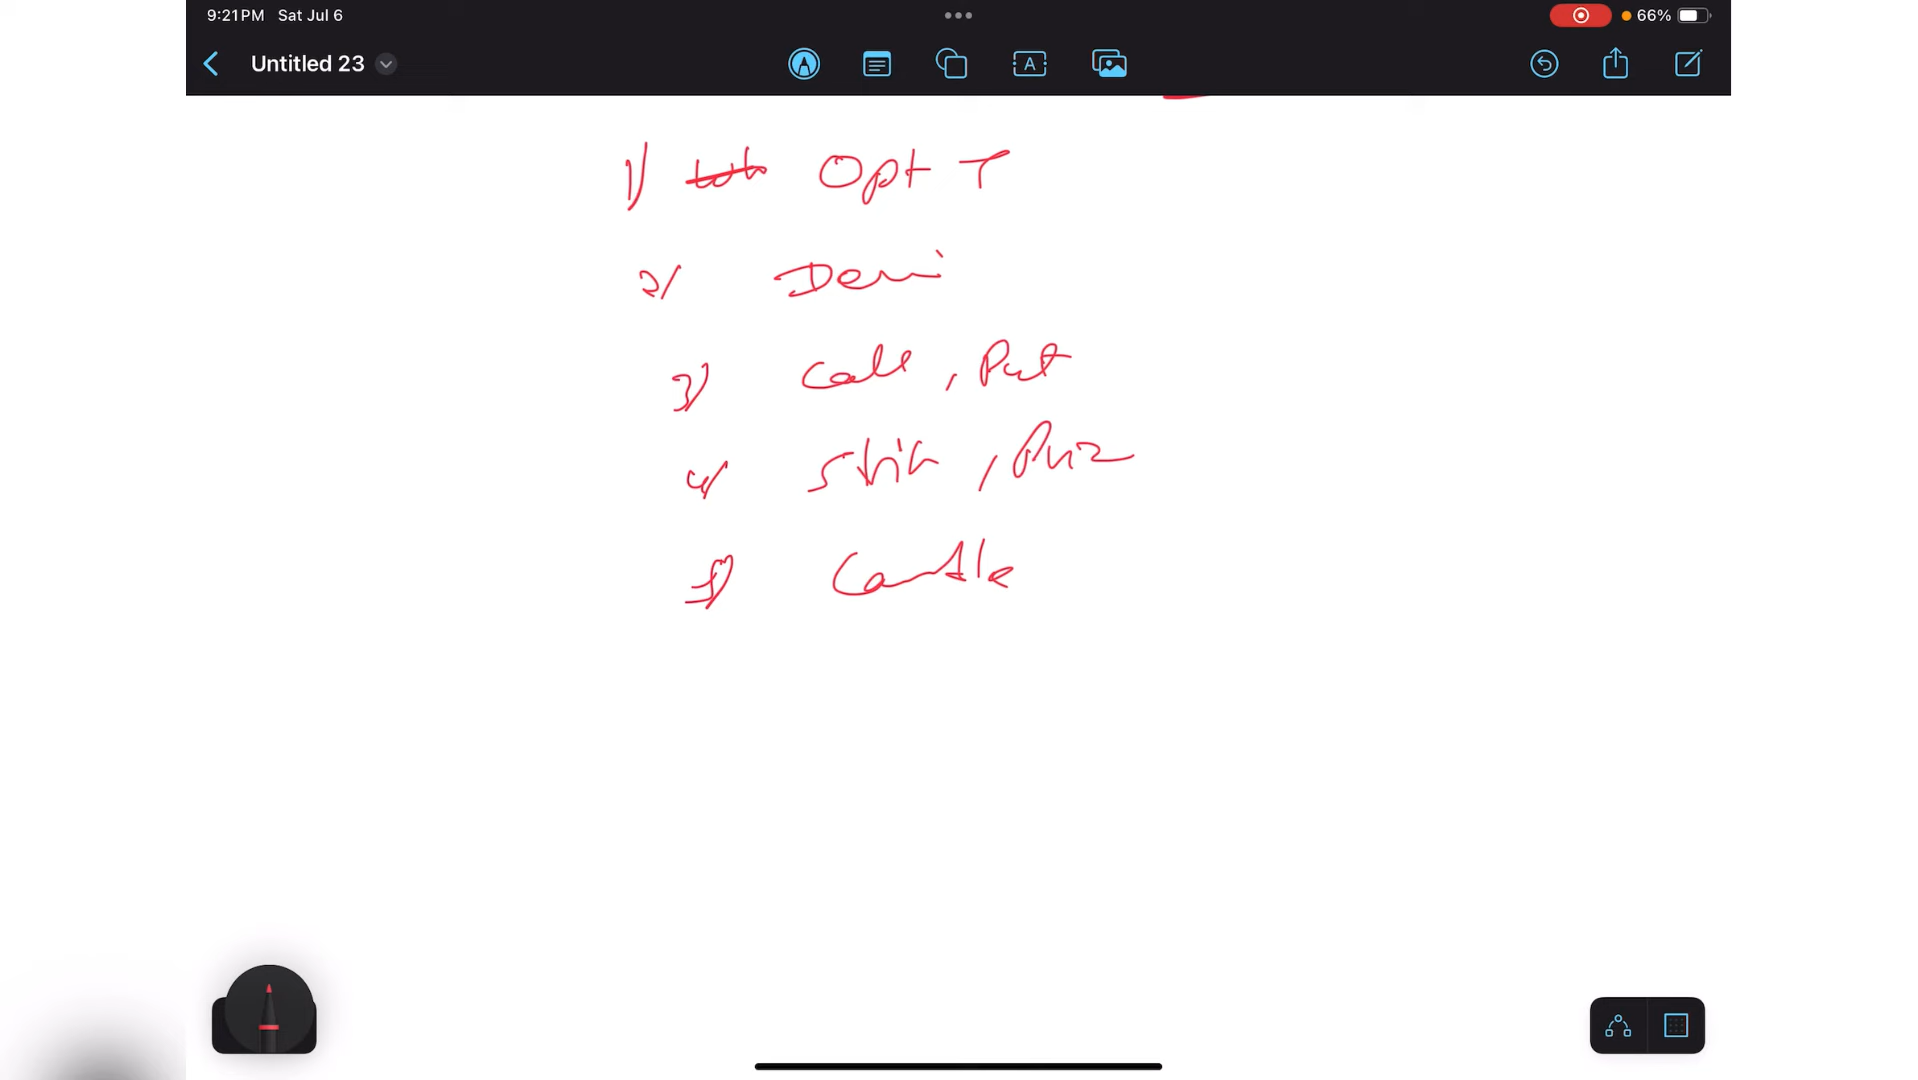 9:21 PM Sat Jul 6
66%
Untitled 23
A
1) Opt T
2) Deri
3) Call, Put
4) Strik, Priz
5) Candle